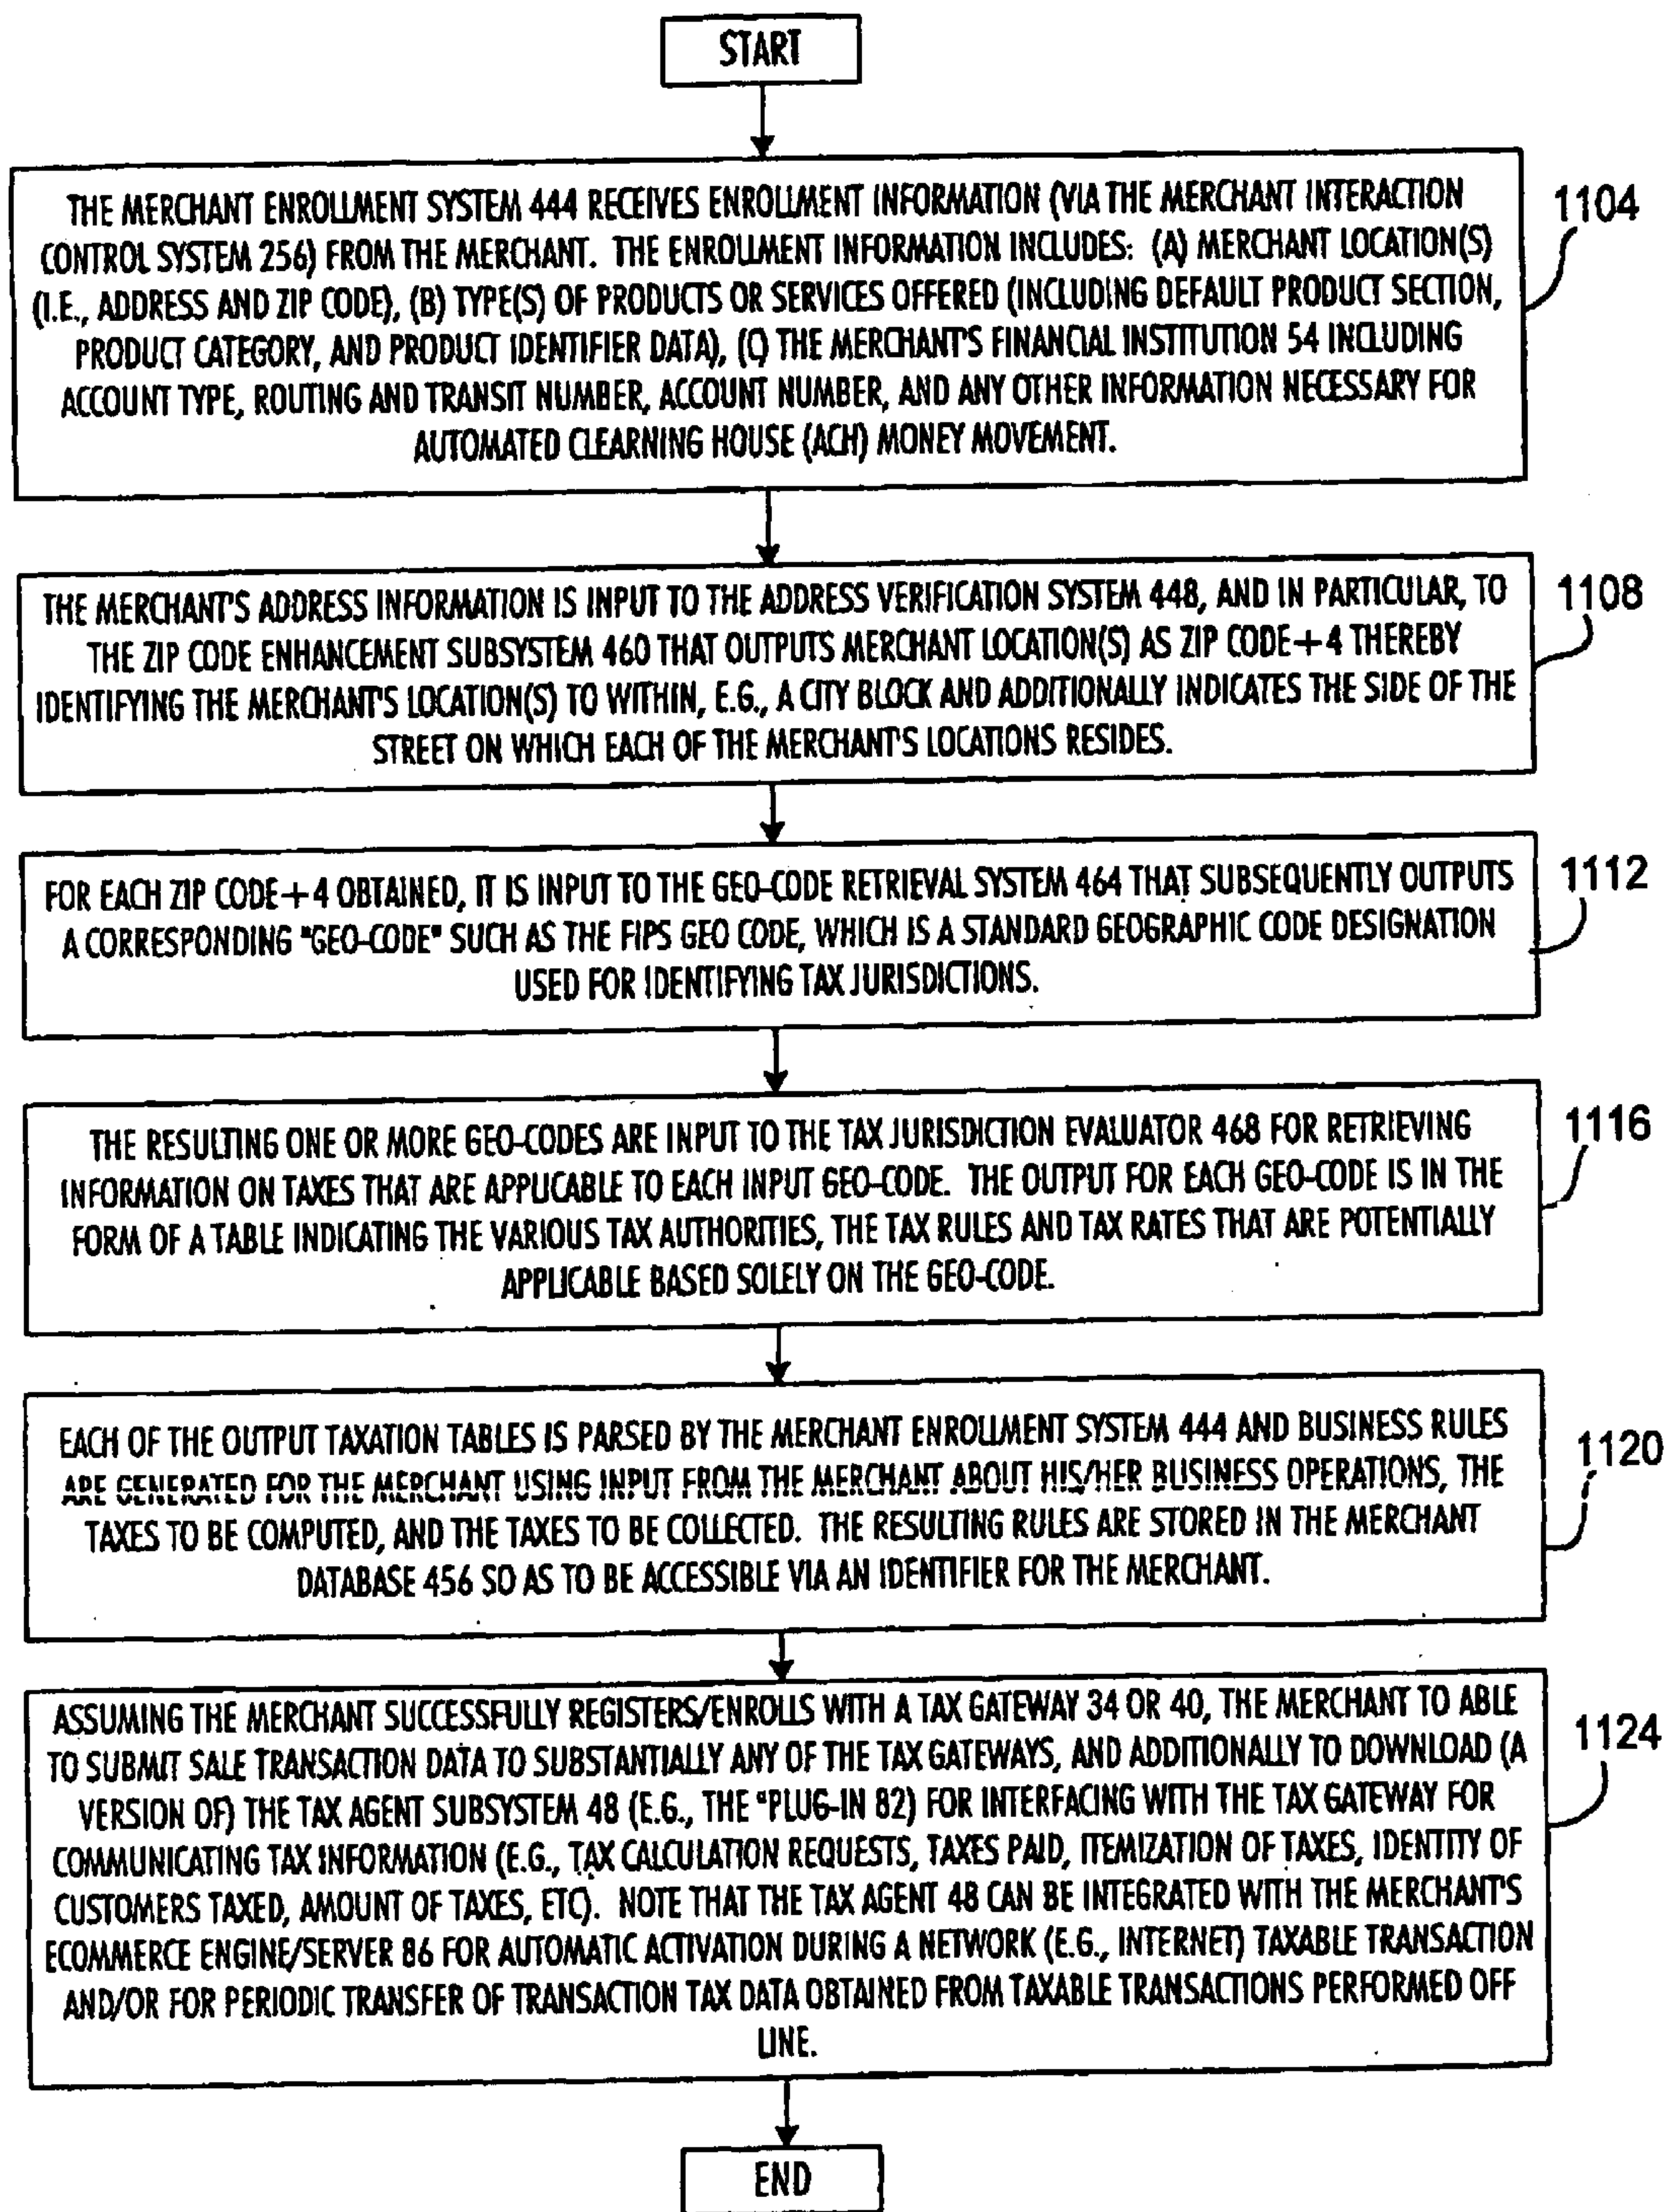 START
THE MERCHANT ENROLLMENT SYSTEM 444 RECEIVES ENROLLMENT INFORMATION (VIA THE MERCHANT INTERACTION
CONTROL SYSTEM 256) FROM THE MERCHANT. THE ENROLLMENT INFORMATION INCLUDES: (A) MERCHANT LOCATION(S)
(I.E., ADDRESS AND ZIP CODE), (B) TYPE(S) OF PRODUCTS OR SERVICES OFFERED (INCLUDING DEFAULT PRODUCT SECTION,
PRODUCT CATEGORY, AND PRODUCT IDENTIFIER DATA), (C) THE MERCHANT'S FINANCIAL INSTITUTION 54 INCLUDING
ACCOUNT TYPE, ROUTING AND TRANSIT NUMBER, ACCOUNT NUMBER, AND ANY OTHER INFORMATION NECESSARY FOR
AUTOMATED CLEARNING HOUSE (ACH) MONEY MOVEMENT.
1104
THE MERCHANT'S ADDRESS INFORMATION IS INPUT TO THE ADDRESS VERIFICATION SYSTEM 448, AND IN PARTICULAR, TO
THE ZIP CODE ENHANCEMENT SUBSYSTEM 460 THAT OUTPUTS MERCHANT LOCATION(S) AS ZIP CODE+4 THEREBY
IDENTIFYING THE MERCHANT'S LOCATION(S) TO WITHIN, E.G., A CITY BLOCK AND ADDITIONALLY INDICATES THE SIDE OF THE
STREET ON WHICH EACH OF THE MERCHANT'S LOCATIONS RESIDES.
1108
FOR EACH ZIP CODE+4 OBTAINED, IT IS INPUT TO THE GEO-CODE RETRIEVAL SYSTEM 464 THAT SUBSEQUENTLY OUTPUTS
A CORRESPONDING "GEO-CODE" SUCH AS THE FIPS GEO CODE, WHICH IS A STANDARD GEOGRAPHIC CODE DESIGNATION
USED FOR IDENTIFYING TAX JURISDICTIONS.
1112
THE RESULTING ONE OR MORE GEO-CODES ARE INPUT TO THE TAX JURISDICTION EVALUATOR 468 FOR RETRIEVING
INFORMATION ON TAXES THAT ARE APPLICABLE TO EACH INPUT GEO-CODE. THE OUTPUT FOR EACH GEO-CODE IS IN THE
FORM OF A TABLE INDICATING THE VARIOUS TAX AUTHORITIES, THE TAX RULES AND TAX RATES THAT ARE POTENTIALLY
APPLICABLE BASED SOLELY ON THE GEO-CODE.
1116
EACH OF THE OUTPUT TAXATION TABLES IS PARSED BY THE MERCHANT ENROLLMENT SYSTEM 444 AND BUSINESS RULES
ARE GENERATED FOR THE MERCHANT USING INPUT FROM THE MERCHANT ABOUT HIS/HER BUSINESS OPERATIONS, THE
TAXES TO BE COMPUTED, AND THE TAXES TO BE COLLECTED. THE RESULTING RULES ARE STORED IN THE MERCHANT
DATABASE 456 SO AS TO BE ACCESSIBLE VIA AN IDENTIFIER FOR THE MERCHANT.
1120
ASSUMING THE MERCHANT SUCCESSFULLY REGISTERS/ENROLLS WITH A TAX GATEWAY 34 OR 40, THE MERCHANT TO ABLE
TO SUBMIT SALE TRANSACTION DATA TO SUBSTANTIALLY ANY OF THE TAX GATEWAYS, AND ADDITIONALLY TO DOWNLOAD (A
VERSION OF) THE TAX AGENT SUBSYSTEM 48 (E.G., THE "PLUG-IN 82) FOR INTERFACING WITH THE TAX GATEWAY FOR
COMMUNICATING TAX INFORMATION (E.G., TAX CALCULATION REQUESTS, TAXES PAID, ITEMIZATION OF TAXES, IDENTITY OF
CUSTOMERS TAXED, AMOUNT OF TAXES, ETC). NOTE THAT THE TAX AGENT 48 CAN BE INTEGRATED WITH THE MERCHANT'S
ECOMMERCE ENGINE/SERVER 86 FOR AUTOMATIC ACTIVATION DURING A NETWORK (E.G., INTERNET) TAXABLE TRANSACTION
AND/OR FOR PERIODIC TRANSFER OF TRANSACTION TAX DATA OBTAINED FROM TAXABLE TRANSACTIONS PERFORMED OFF
LINE.
1124
END